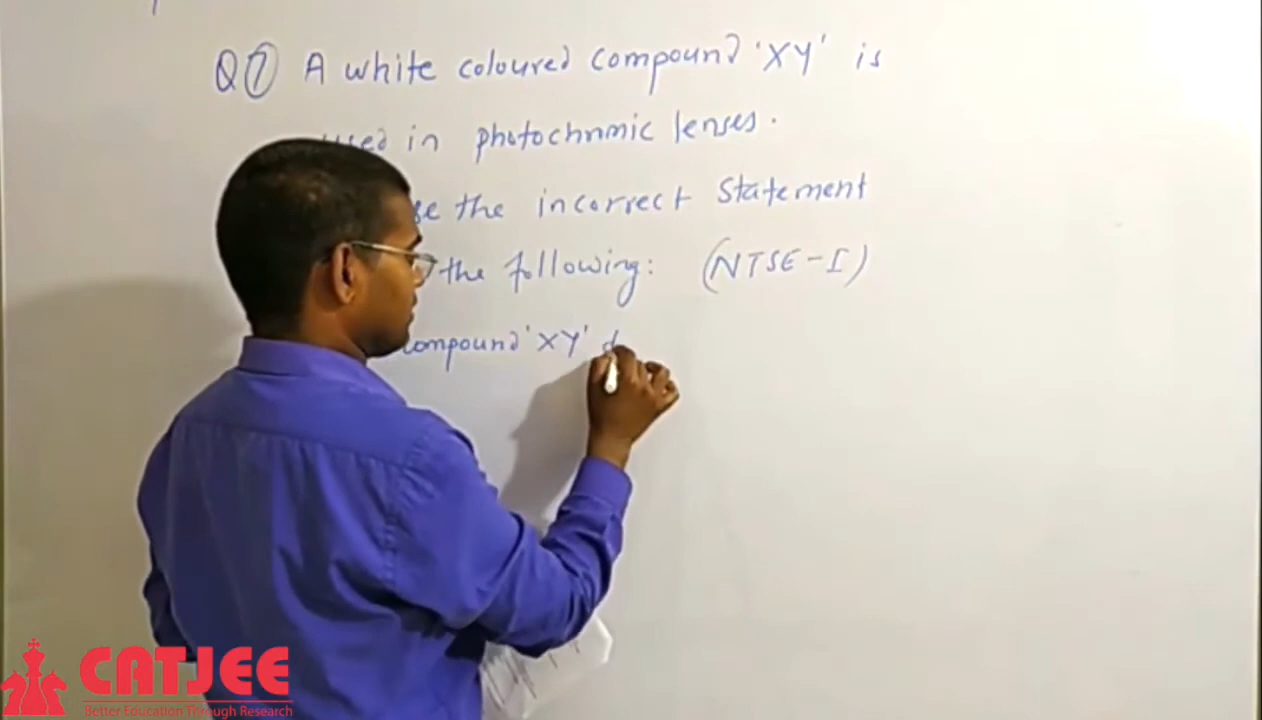 Q 7 A white coloured compound 'XY' is
used in photochromic lenses.
the incorrect statement
the following: (NTSE-I)
compound 'XY'
CATJEE
Better Education Through Research